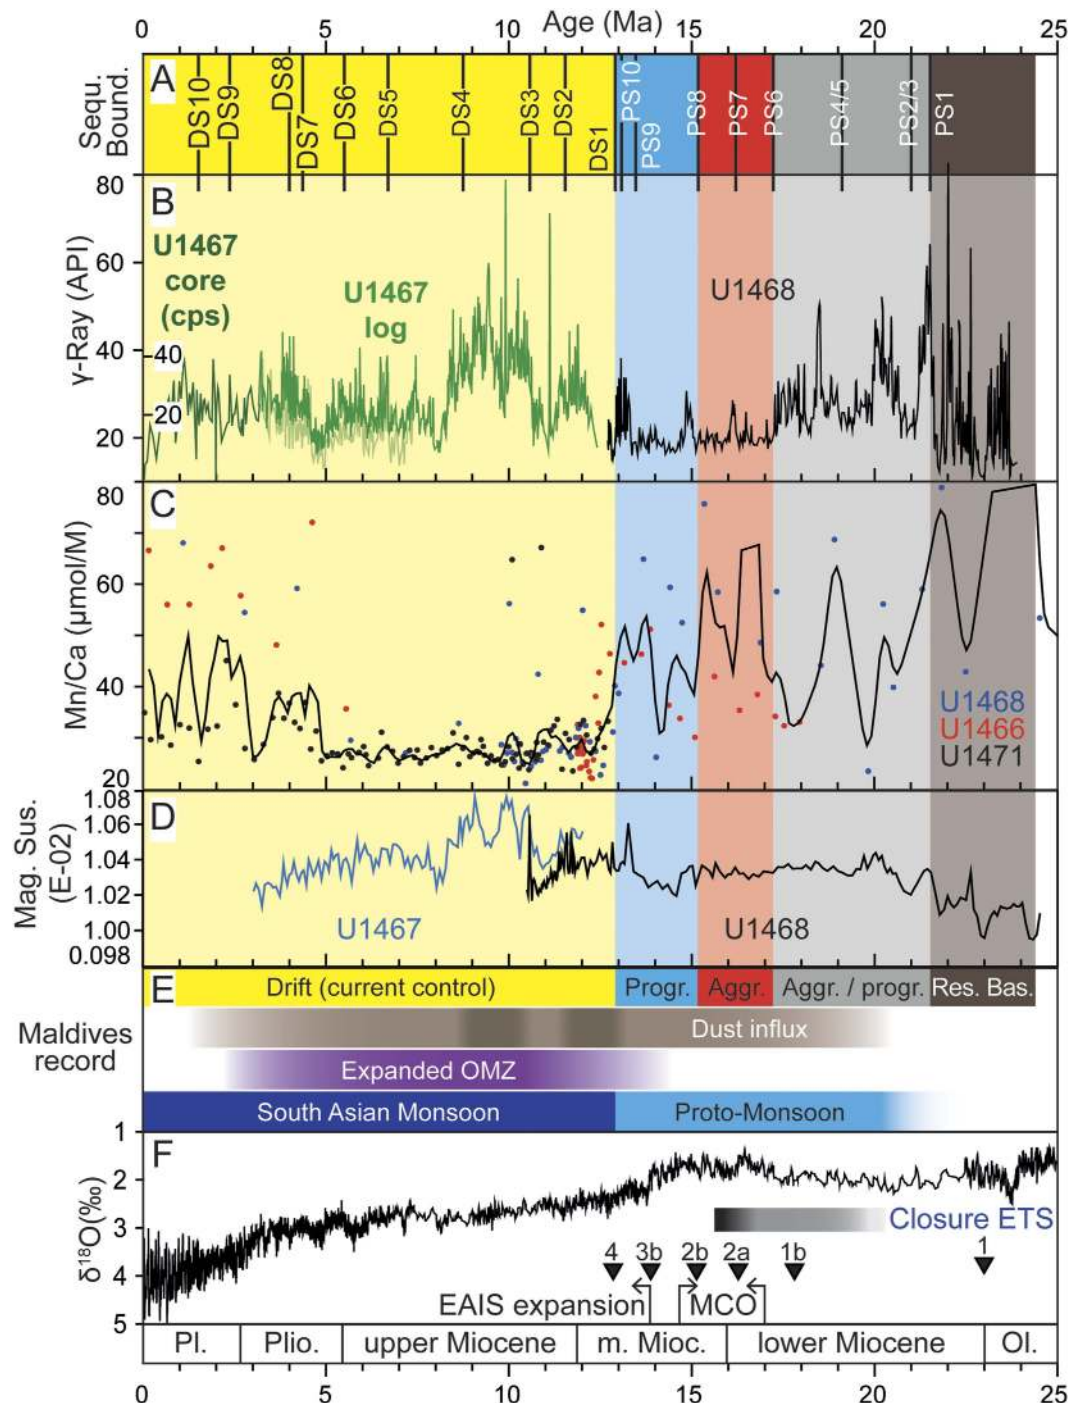 Age (Ma)
0 5 10 15 20 25
Sequ.
Bound.
A
DS10
DS9
DS8
DS7
DS6
DS5
DS4
DS3
DS2
DS1
PS10
PS9
PS8
PS7
PS6
PS4/5
PS2/3
PS1
B
γ-Ray (API)
80
60
40
20
U1467
core
(cps)
40
20
U1467
log
U1468
C
Mn/Ca (μmol/M)
80
60
40
20
U1468
U1466
U1471
D
Mag. Sus.
(E-02)
1.08
1.06
1.04
1.02
1.00
0.098
U1467
U1468
E
Drift (current control) Progr. Aggr. Aggr. / progr. Res. Bas.
Maldives
record
Dust influx
Expanded OMZ
South Asian Monsoon Proto-Monsoon
F
δ¹⁸O(‰)
1
2
3
4
5
Closure ETS
4 3b 2b 2a 1b 1
EAIS expansion MCO
Pl. Plio. upper Miocene m. Mioc. lower Miocene Ol.
0 5 10 15 20 25